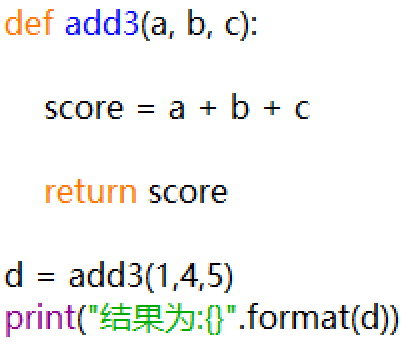 def add3(a, b, c):
    score = a + b + c
    return score
d = add3(1,4,5)
print("结果为:{}".format(d))